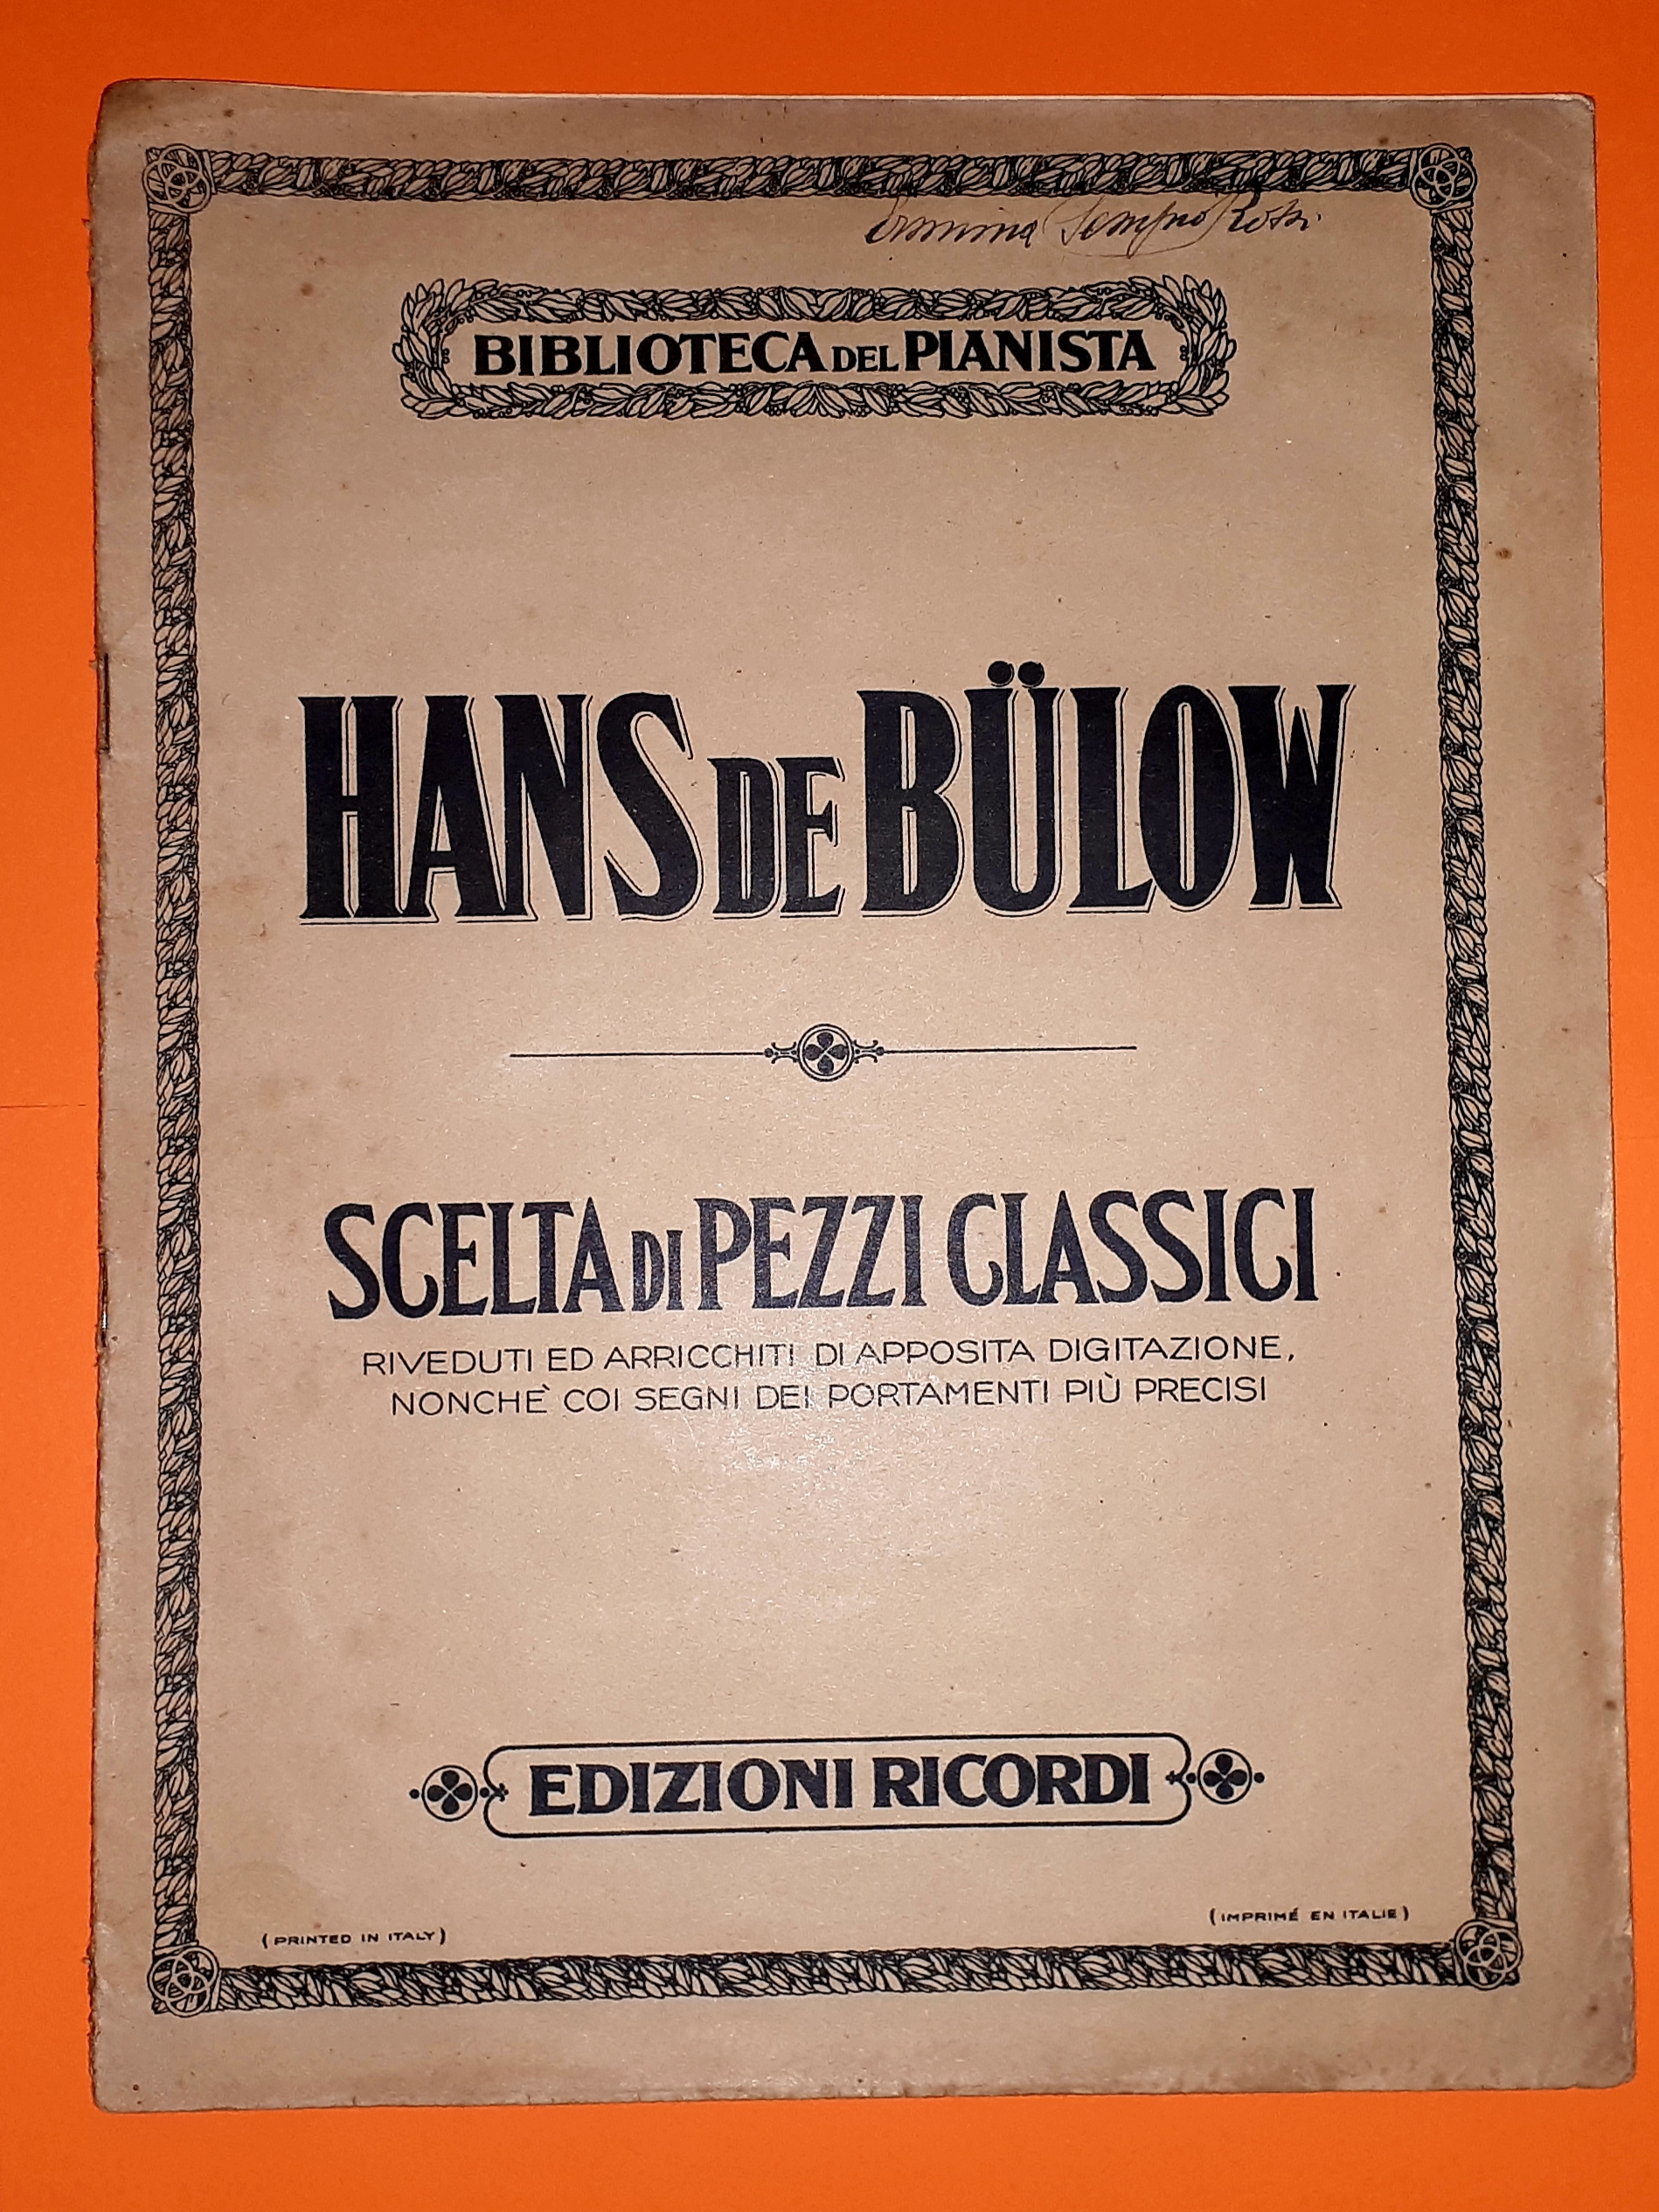 Rossi
BIBLIOTECA DEL PIANISTA
HANS DE BÜLOW
SCELTA DI PEZZI CLASSICI
RIVEDUTI ED ARRICCHITI DI APPOSITA DIGITAZIONE,
NONCHÈ COI SEGNI DEI PORTAMENTI PIÙ PRECISI
EDIZIONI RICORDI
(IMPRIMÉ EN ITALIE)
(PRINTED IN ITALY)